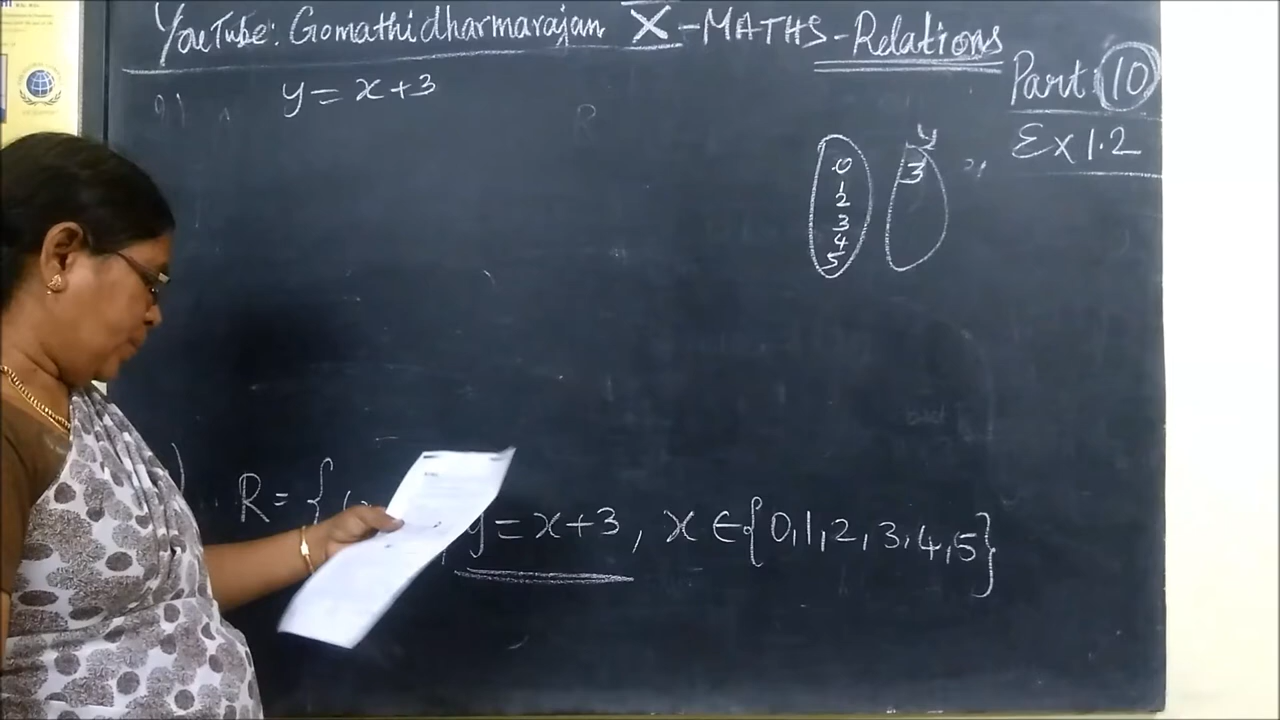 YouTube: Gomathidharmarajan X - MATHS - Relations
Part 10
Ex 1.2
y = x+3
R
0
1
2
3
4
5
y
3
R = { y = x+3, x ∈ {0,1,2,3,4,5}